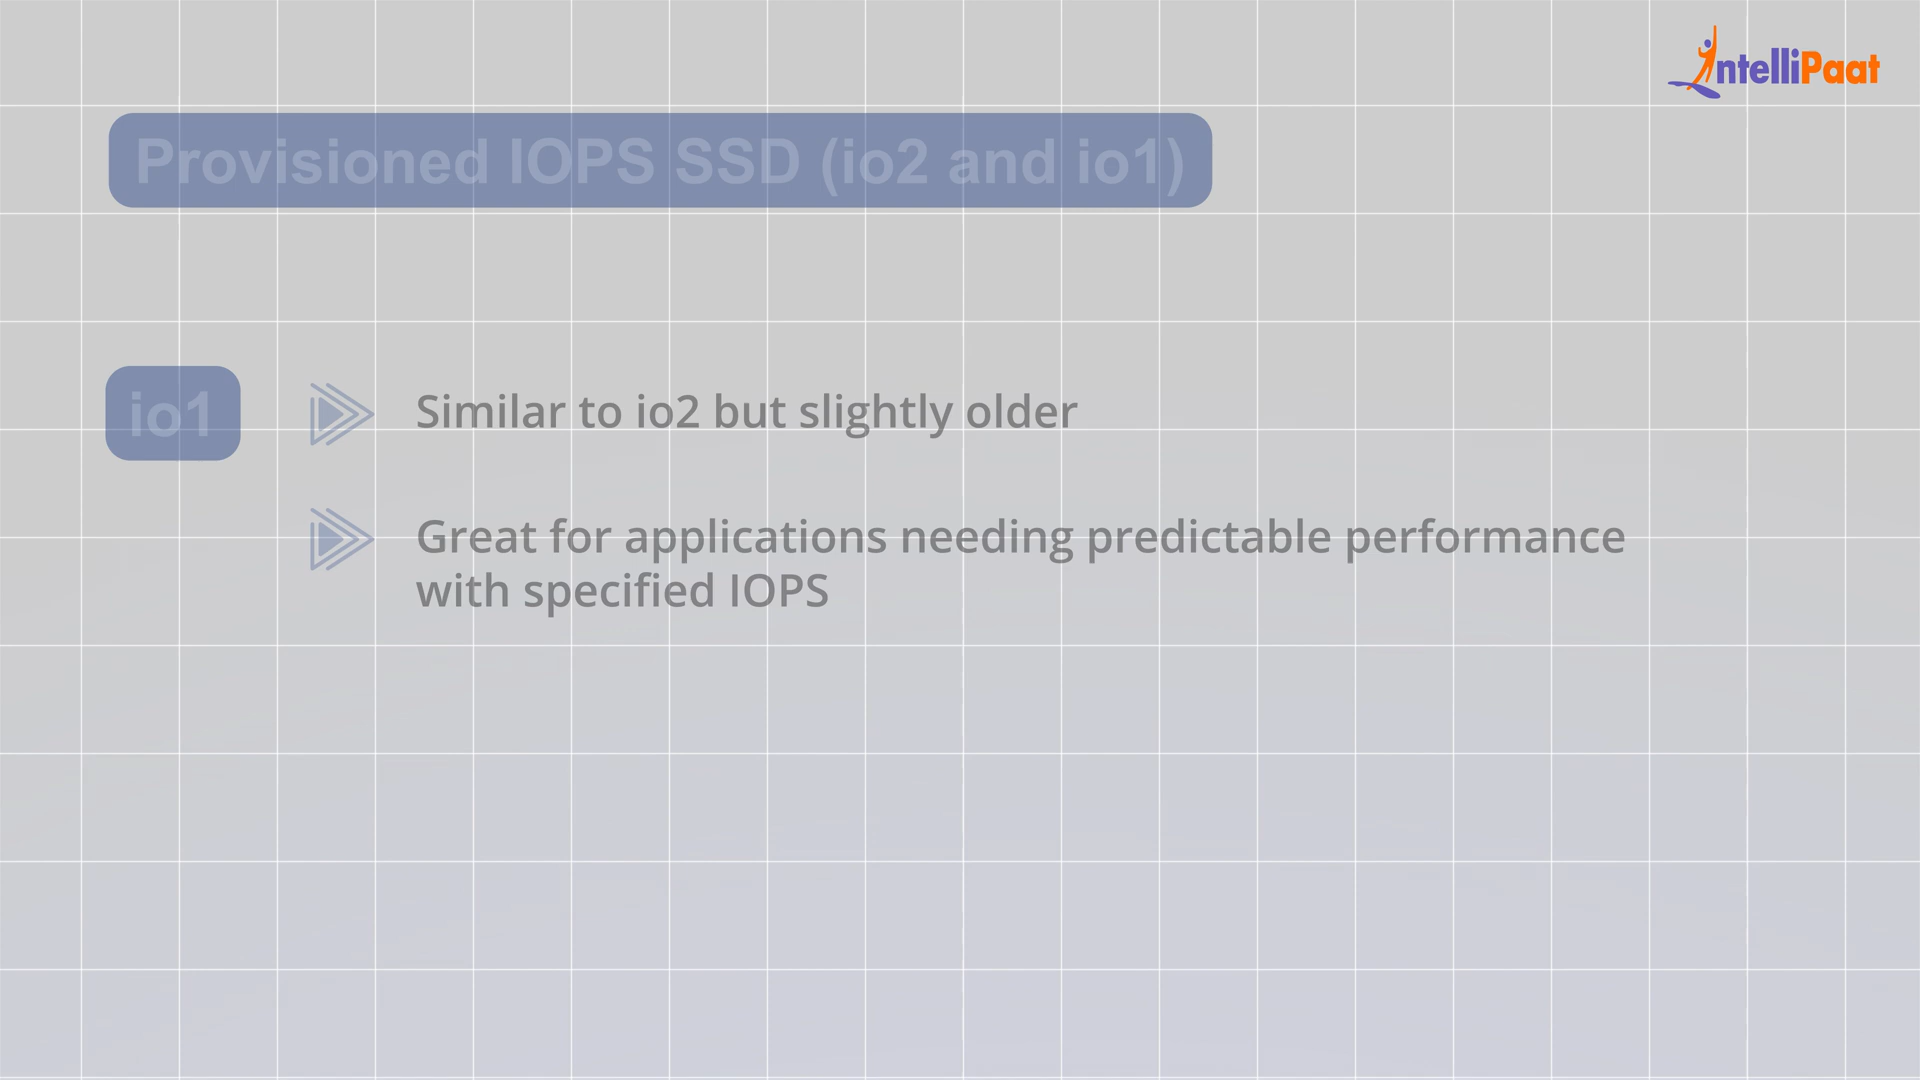 IntelliPaat
Provisioned IOPS SSD (io2 and io1)
io1
Similar to io2 but slightly older
Great for applications needing predictable performance
with specified IOPS